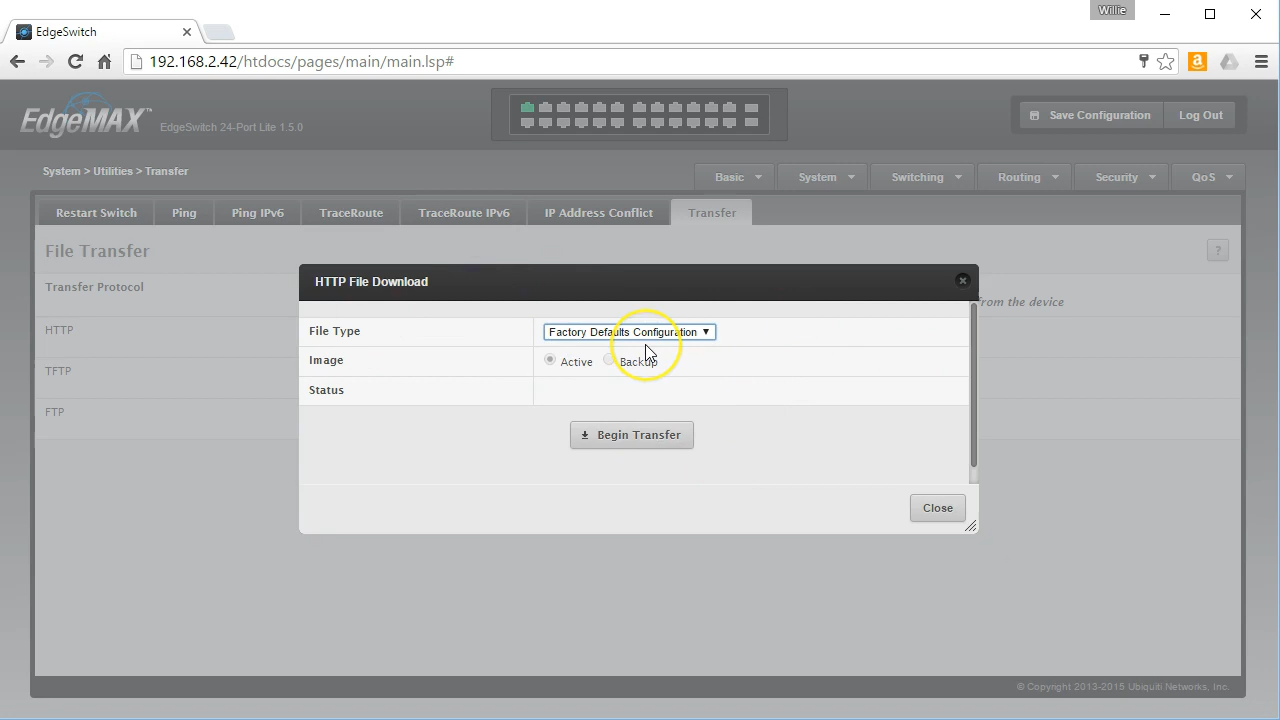 Willie
EdgeSwitch
192.168.2.42/htdocs/pages/main/main.lsp#
EdgeMAX™ EdgeSwitch 24-Port Lite 1.5.0
Save Configuration Log Out
System > Utilities > Transfer
Basic System Switching Routing Security QoS
Restart Switch Ping Ping IPv6 TraceRoute TraceRoute IPv6 IP Address Conflict Transfer
File Transfer ?
HTTP File Download
Transfer Protocol
from the device
File Type Factory Defaults Configuration
HTTP
Image Active Backup
TFTP
Status
FTP
Begin Transfer
Close
© Copyright 2013-2015 Ubiquiti Networks, Inc.